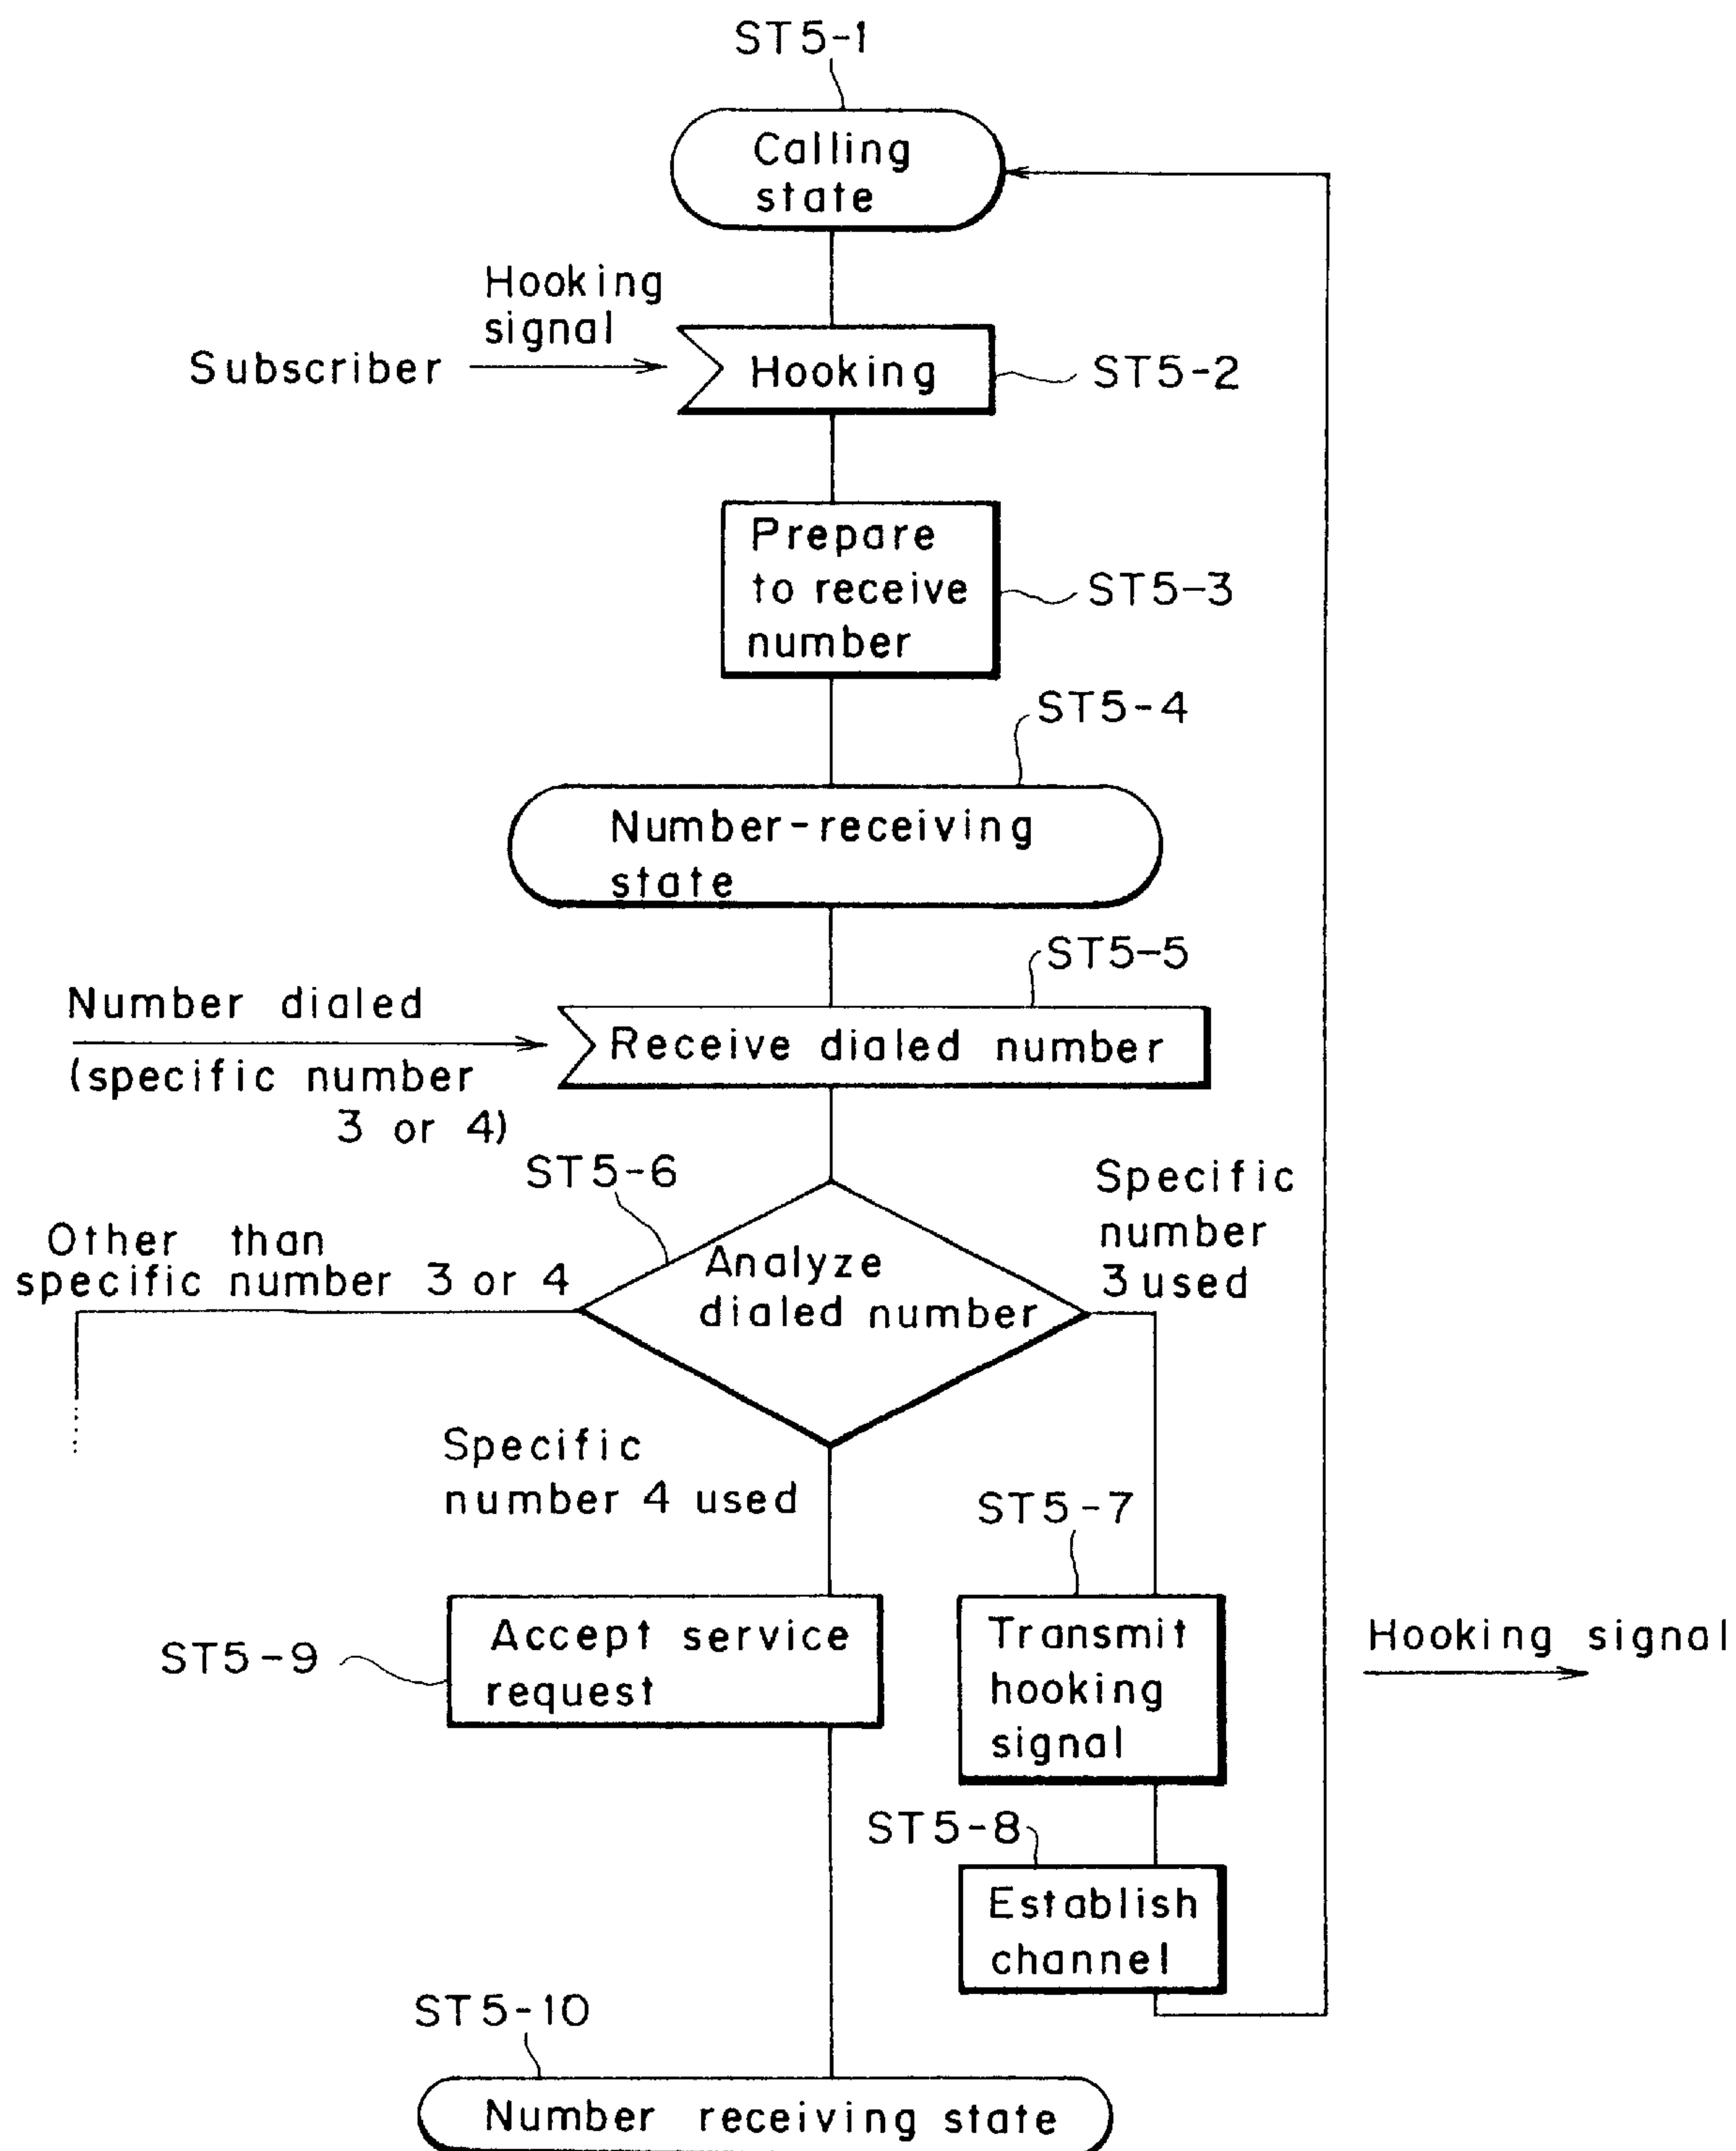 ST5-1
Calling
state
Hooking
signal
Subscriber
Hooking
ST5-2
Prepare
to receive
number
ST5-3
ST5-4
Number-receiving
state
ST5-5
Number dialed
(specific number
3 or 4)
Receive dialed number
ST5-6
Specific
number
3 used
Other than
specific number 3 or 4
Analyze
dialed number
Specific
number 4 used
ST5-7
ST5-9
Accept service
request
Transmit
hooking
signal
Hooking signal
ST5-8
Establish
channel
ST5-10
Number receiving state